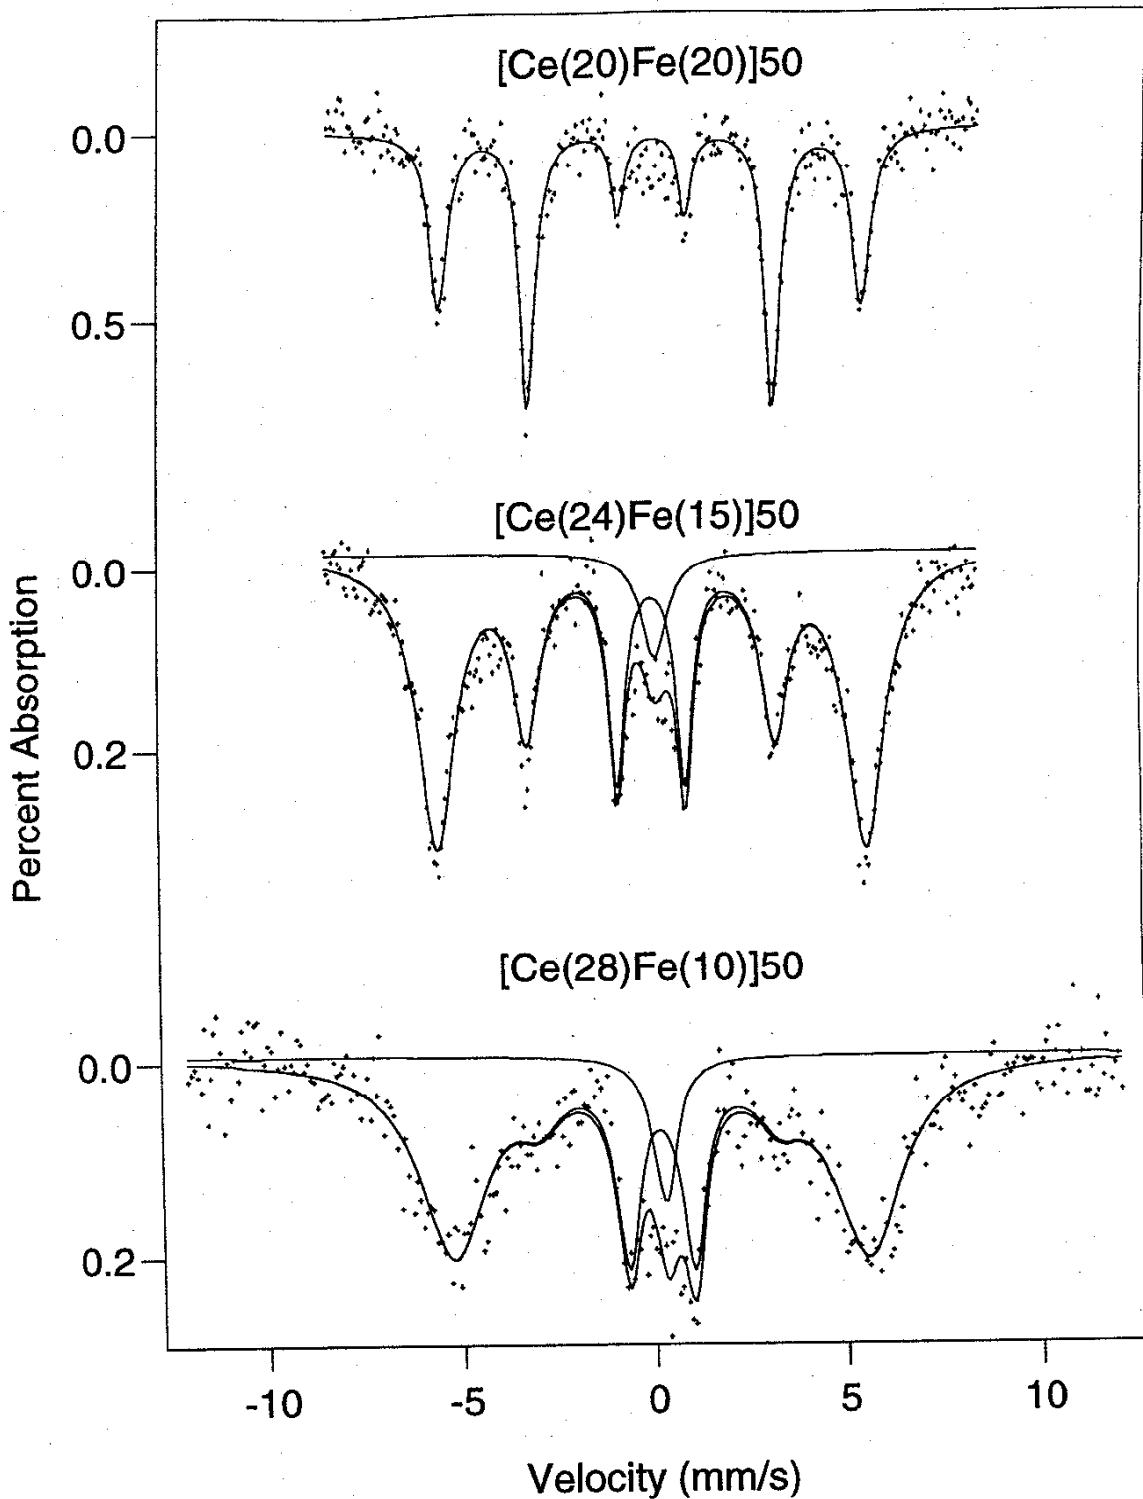 [Ce(20)Fe(20)]50
0.0
0.5
[Ce(24)Fe(15)]50
0.0
0.2
Percent Absorption
[Ce(28)Fe(10)]50
0.0
0.2
-10 -5 0 5 10
Velocity (mm/s)